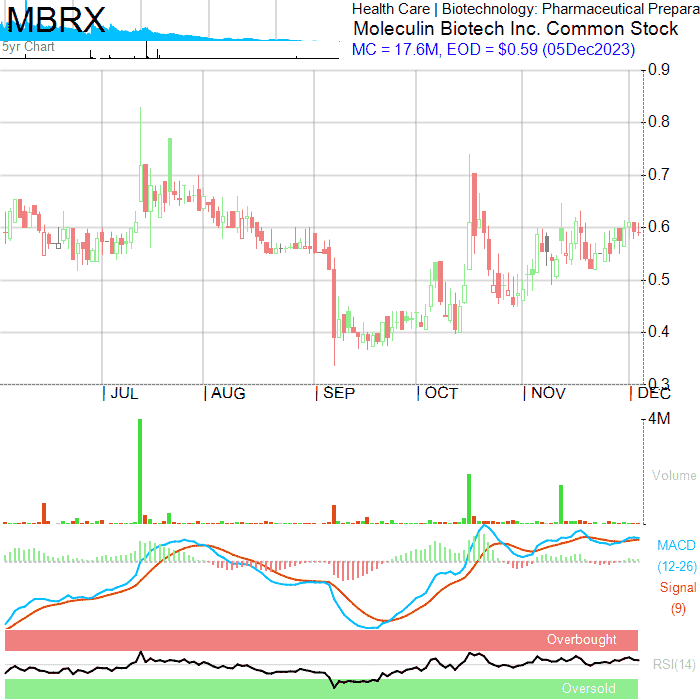 MBRX
5yr Chart
Health Care | Biotechnology: Pharmaceutical Prepara
Moleculin Biotech Inc. Common Stock
MC = 17.6M, EOD = $0.59 (05Dec2023)
0.9
0.8
0.7
0.6
0.5
0.4
0.3
| JUL | AUG | SEP | OCT | NOV | DEC
4M
Volume
MACD
(12-26)
Signal
(9)
Overbought
RSI(14)
Oversold